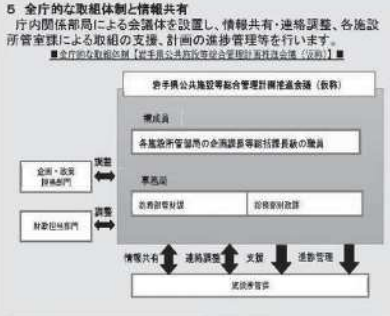 5 全庁的な取組体制と情報共有
庁内関係部局による会議体を設置し、情報共有・連絡調整、各施設
所管室課による取組の支援、計画の進捗管理等を行います。
■全庁的な取組体制【岩手県公共施設等総合管理計画推進会議(仮称)】■
岩手県公共施設等総合管理計画推進会議(仮称)
構成員
各施設所管部局の企画課長等総括課長級の職員
事務局
総務部管財課
総務部財政課
調整
企画・政策
担当部門
調整
財政担当部門
情報共有
連絡調整
支援
進捗管理
施設所管課